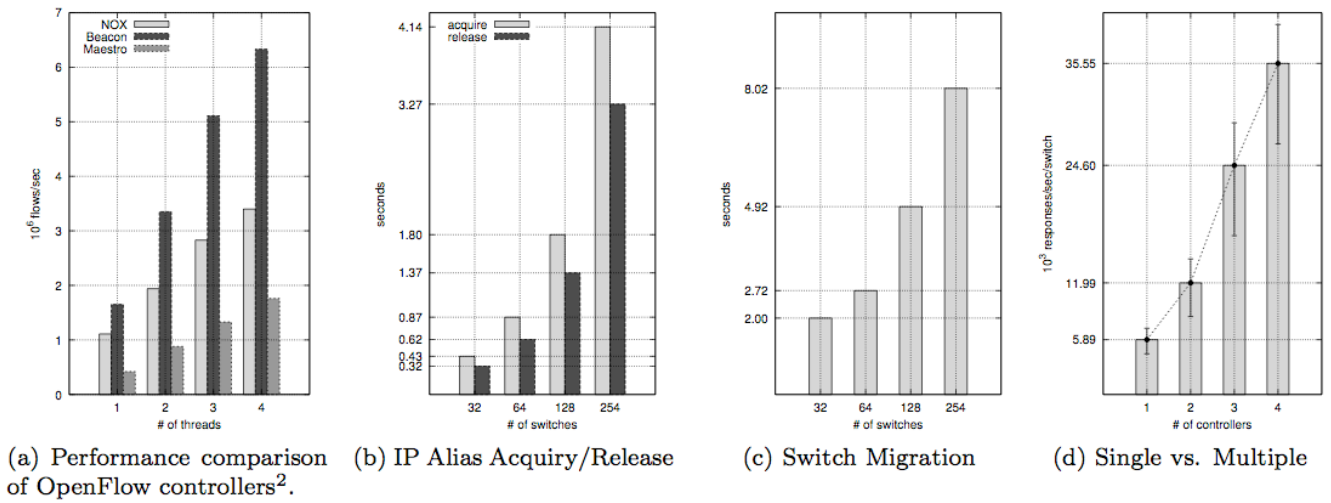 7
6
5
4
3
2
1
0
10⁶ flows/sec
NOX
Beacon
Maestro
1 2 3 4
# of threads
(a) Performance comparison
of OpenFlow controllers².
4.14
3.27
1.80
1.37
0.87
0.62
0.43
0.32
seconds
acquire
release
32 64 128 254
# of switches
(b) IP Alias Acquiry/Release
8.02
4.92
2.72
2.00
seconds
32 64 128 254
# of switches
(c) Switch Migration
35.55
24.60
11.99
5.89
10³ responses/sec/switch
1 2 3 4
# of controllers
(d) Single vs. Multiple